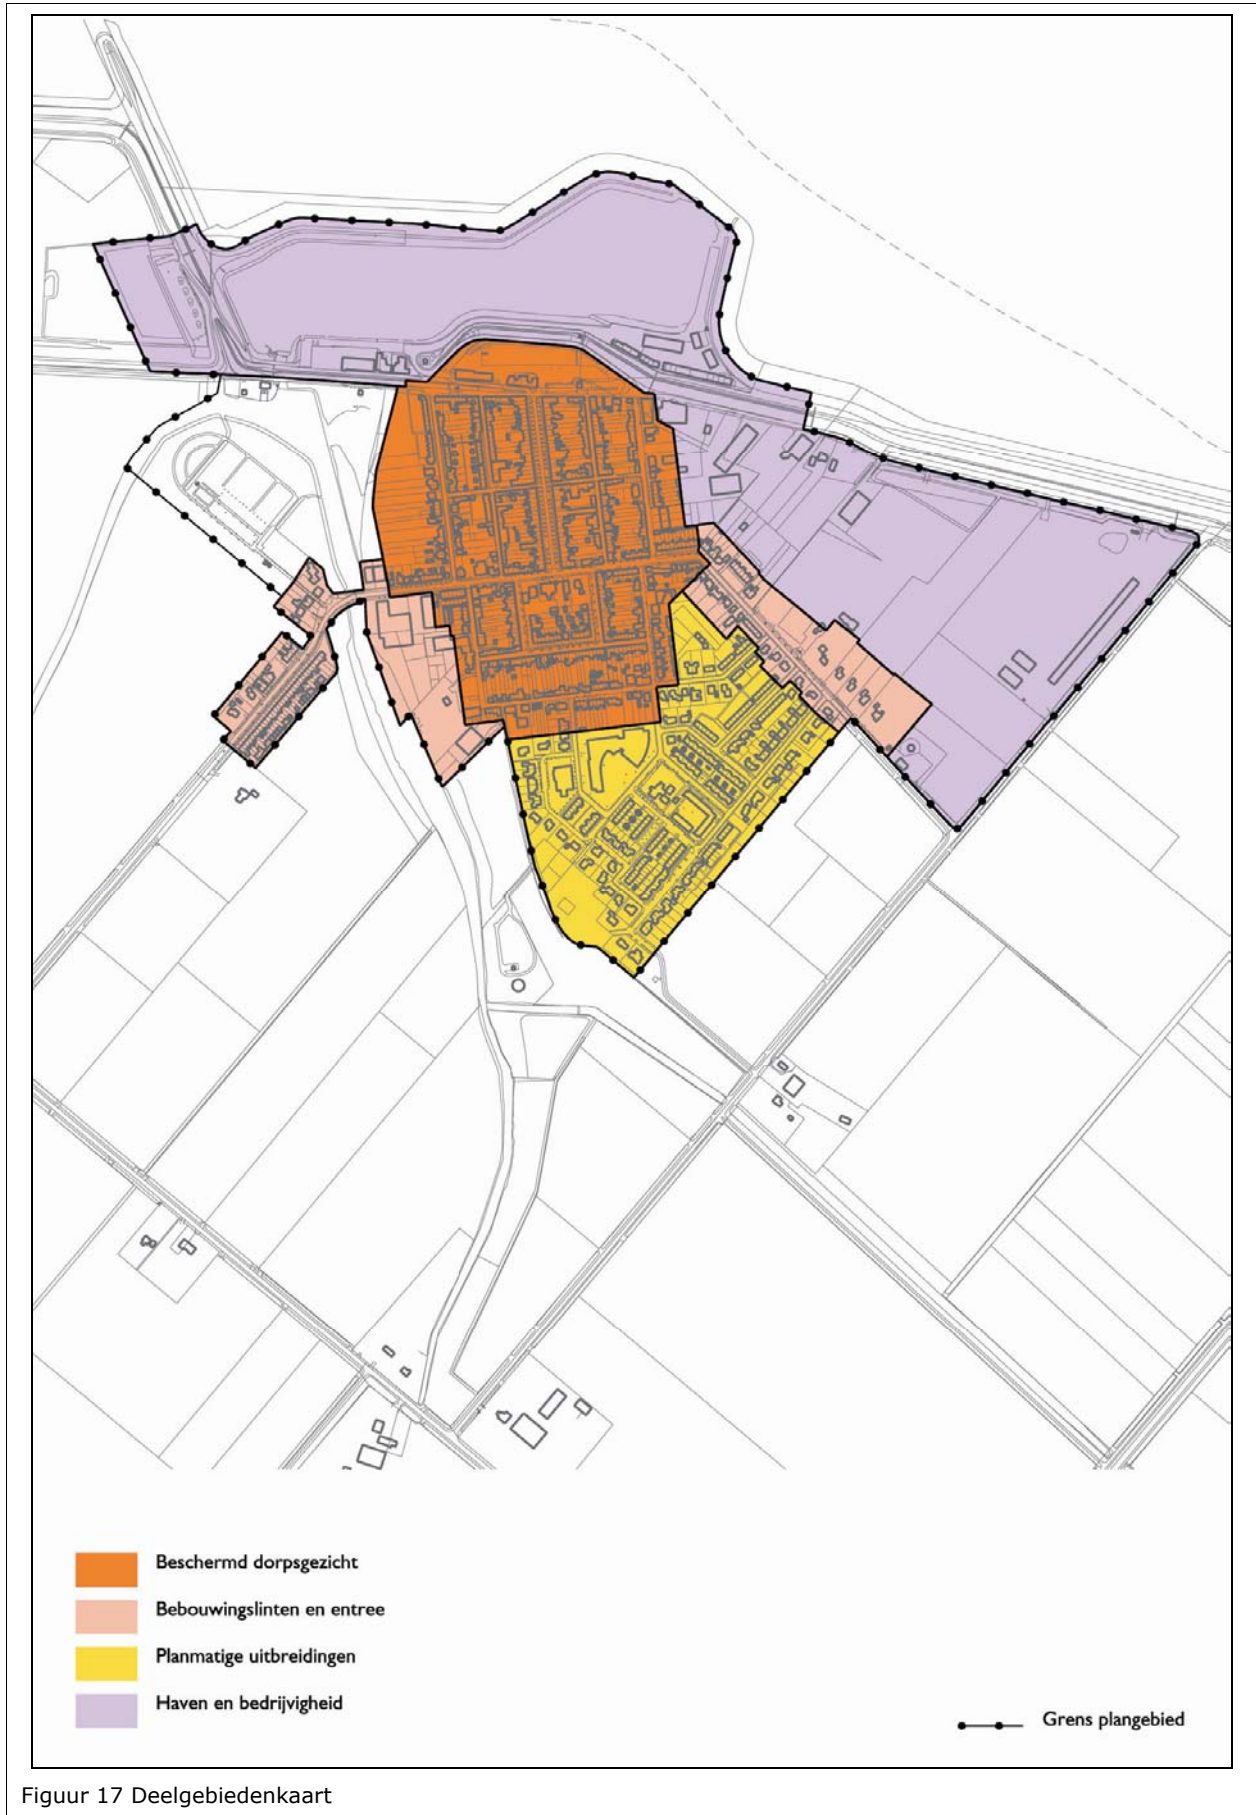 Beschermd dorpsgezicht
Bebouwingslinten en entree
Planmatige uitbreidingen
Haven en bedrijvigheid
Grens plangebied
Figuur 17 Deelgebiedenkaart